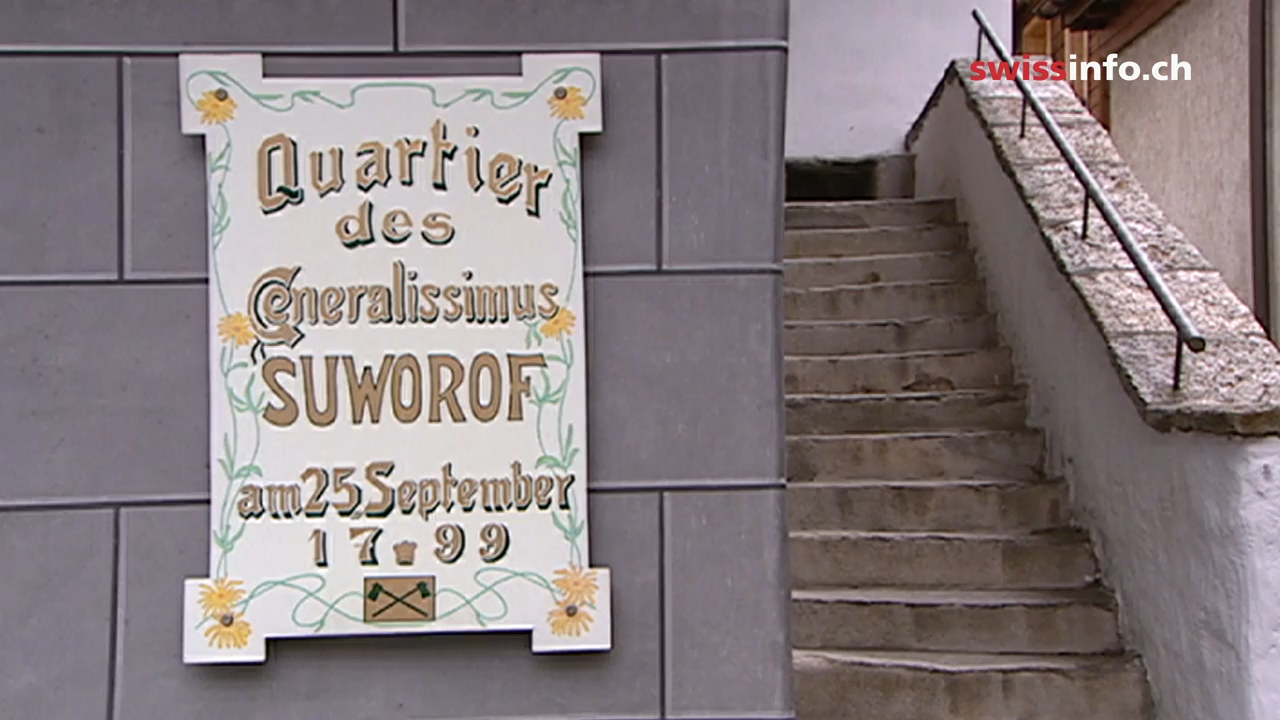 swissinfo.ch
Quartier
des
Generalissimus
SUWOROF
am 25. September
1799